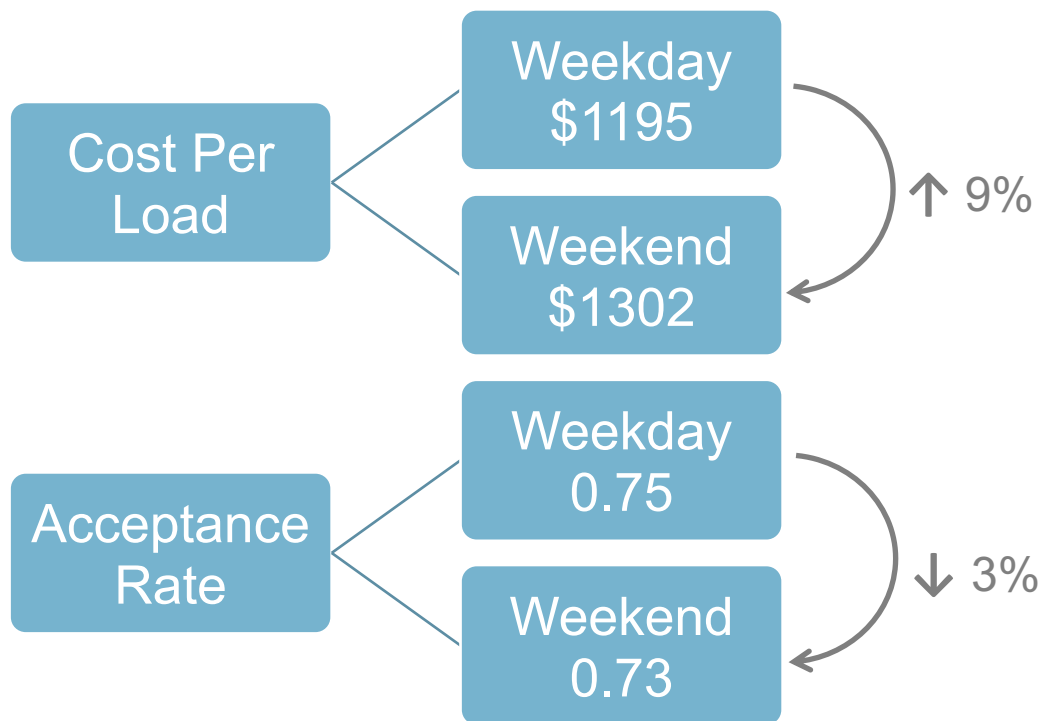 Cost Per
Load
Weekday
$1195
Weekend
$1302
↑ 9%
Acceptance
Rate
Weekday
0.75
Weekend
0.73
↓ 3%